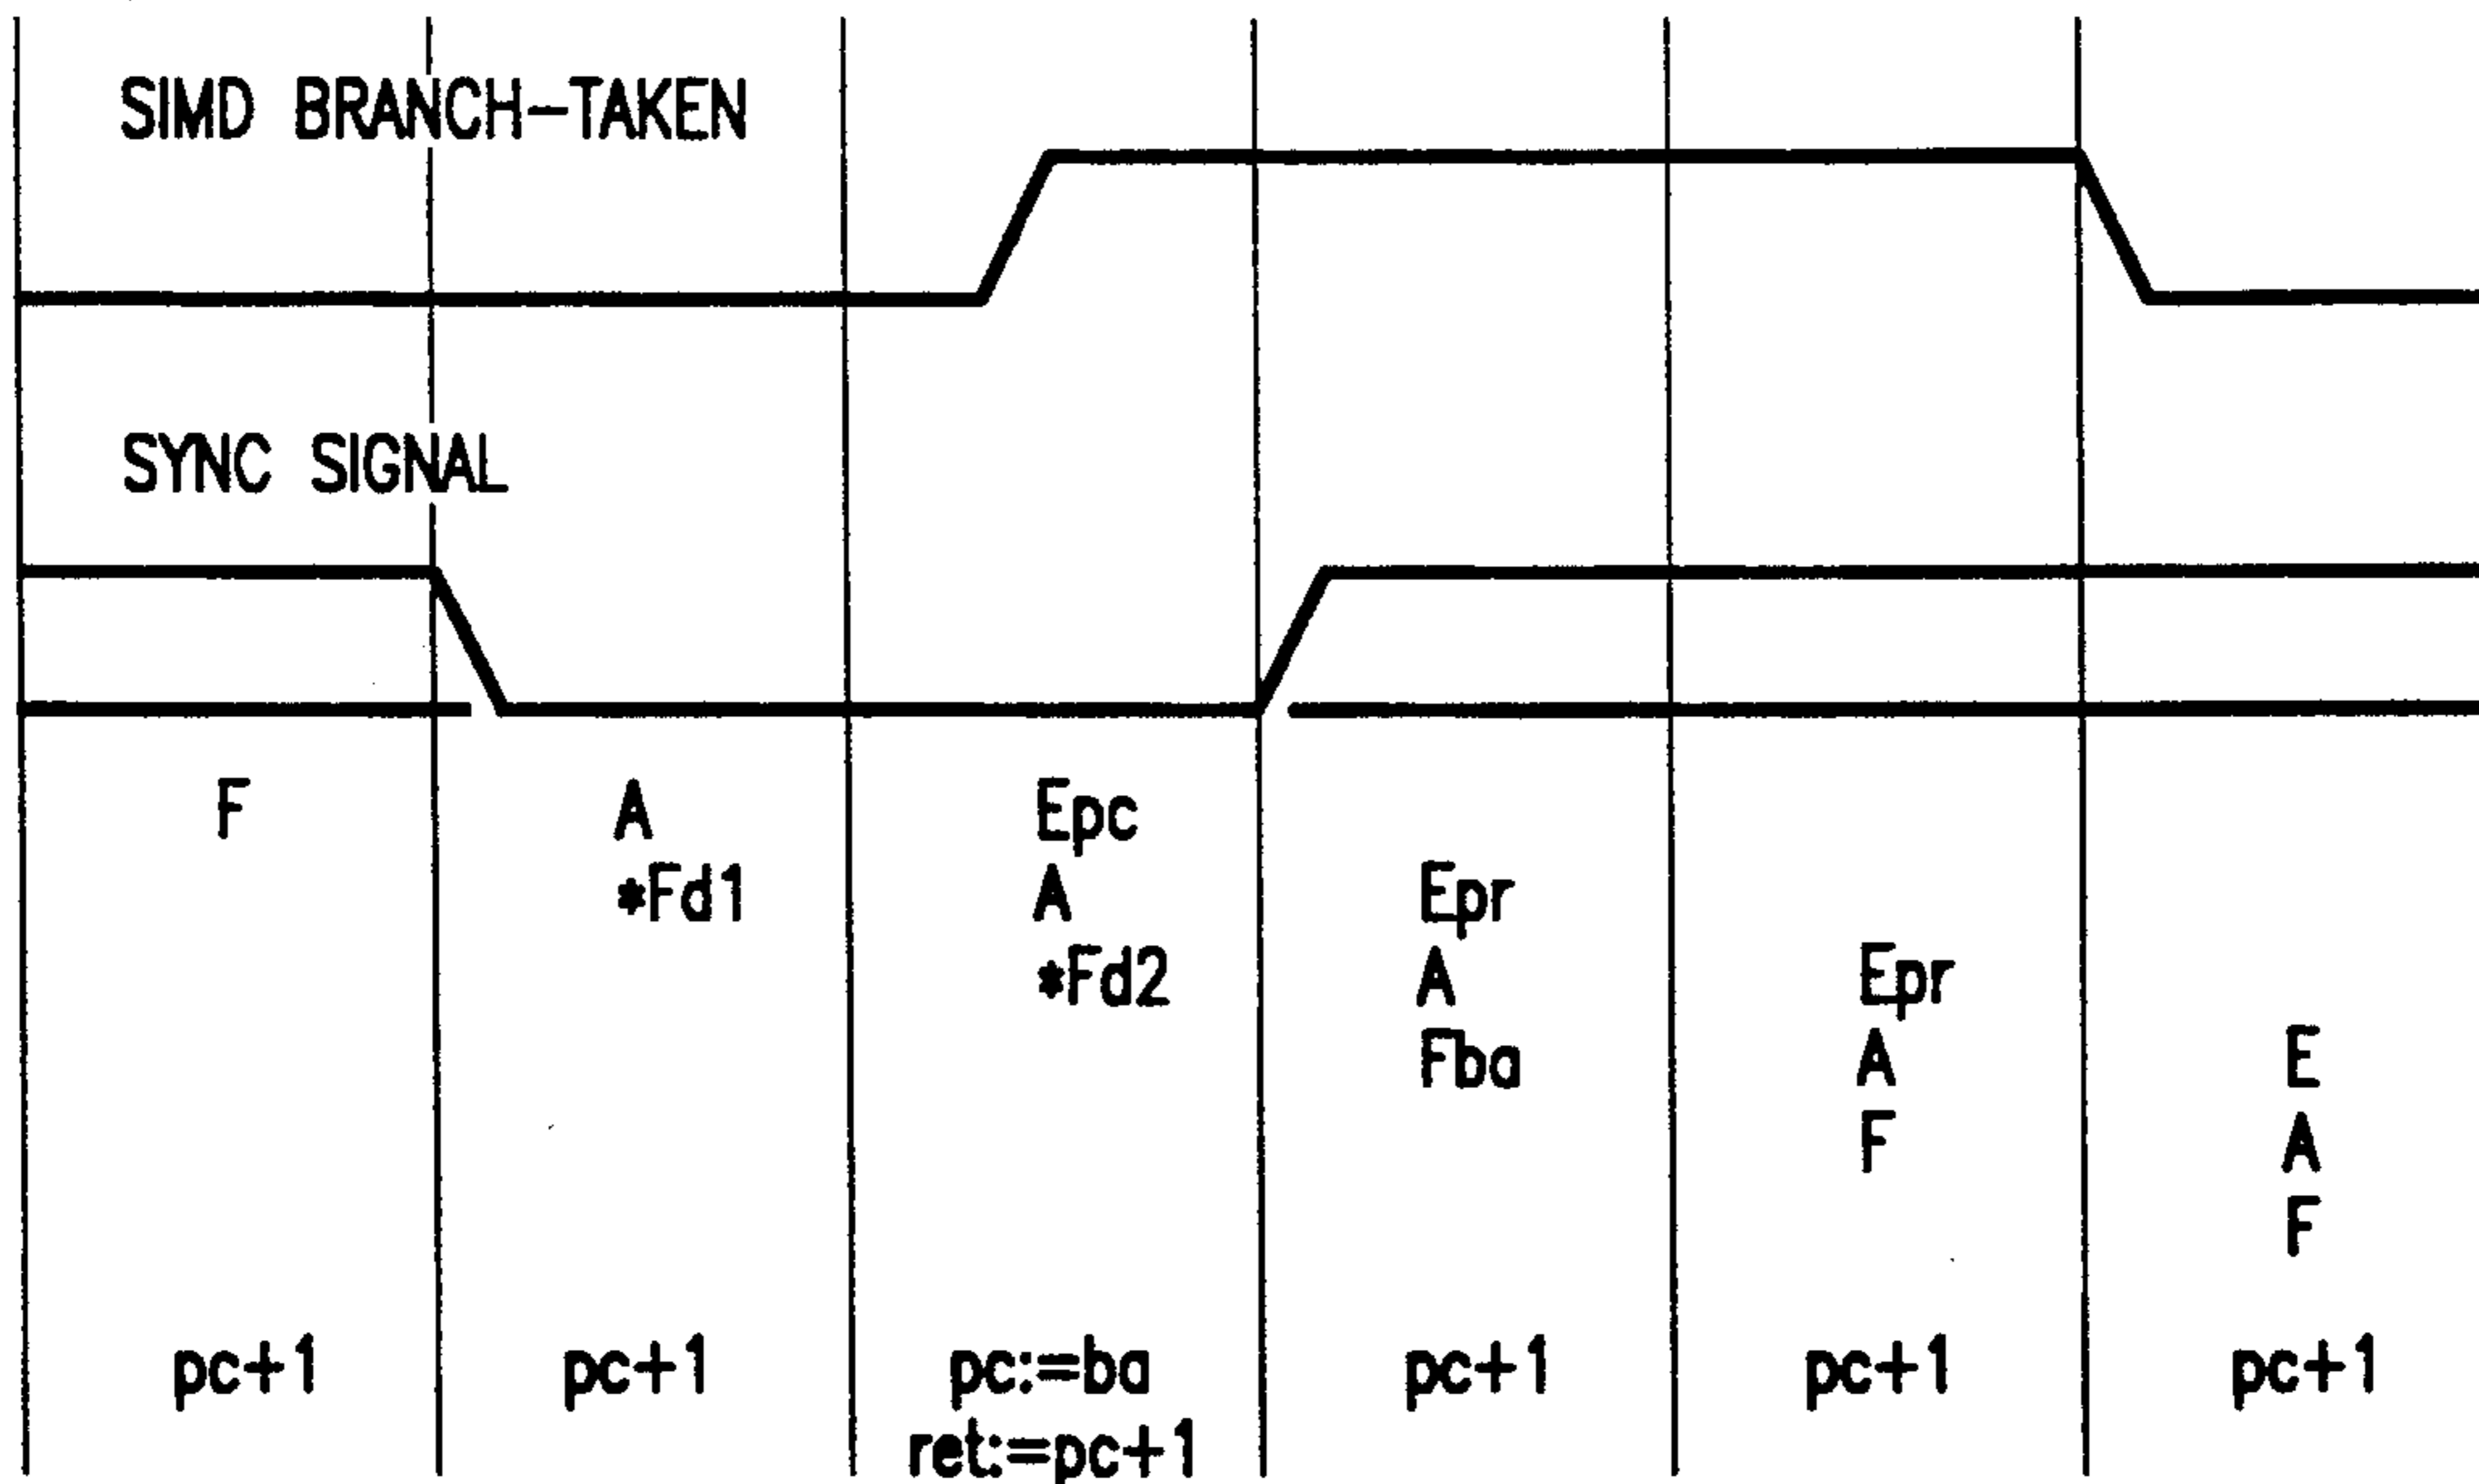 SIMD BRANCH-TAKEN
SYNC SIGNAL
F A Epc
*Fd1 A Epr
*Fd2 A Epr
Fba A E
F A
F
pc+1 pc+1 pc:=ba pc+1 pc+1 pc+1
ret:=pc+1